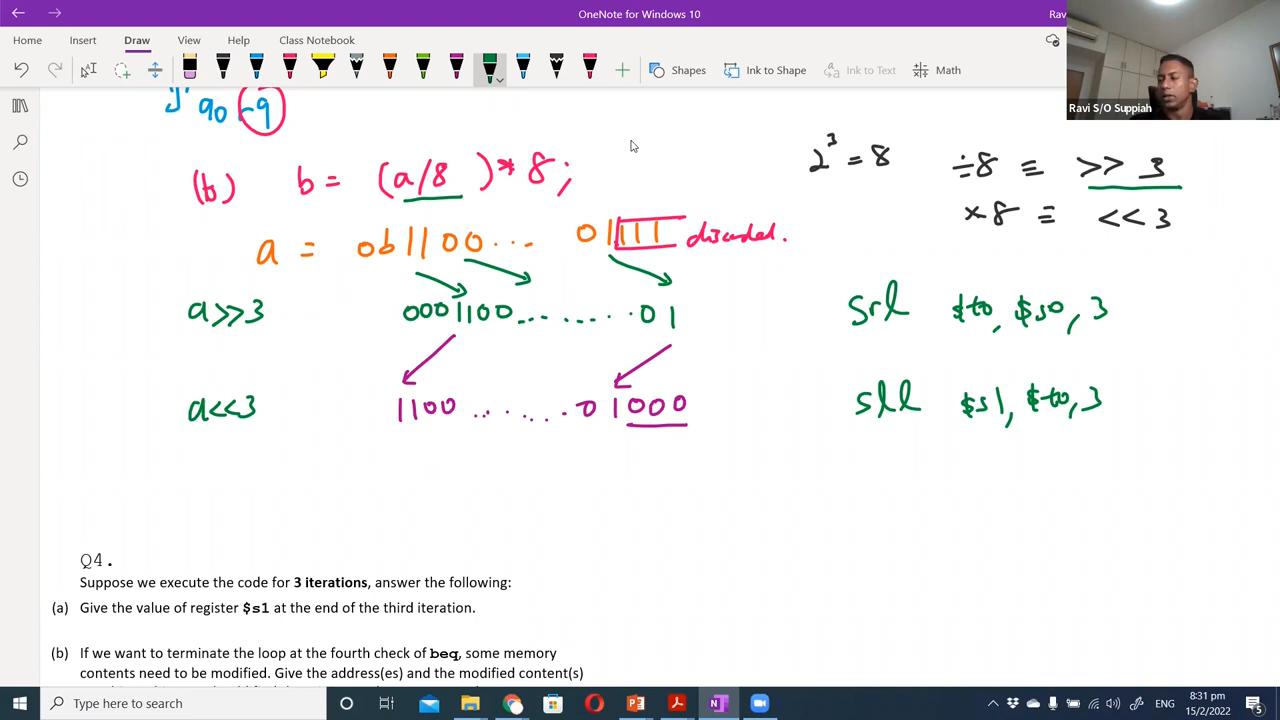 OneNote for Windows 10
Ravi
Home Insert Draw View Help Class Notebook
Shapes Ink to Shape Ink to Text Math
Ravi S/O Suppiah
90 -9
2³ = 8 ÷8 ≡ >> 3
(b) b = (a/8 ) * 8;
×8 ≡ << 3
a = 0b1100... 01111 discarded.
a>>3 0001100........01 srl $t0, $s0, 3
a<<3 1100........01000 sll $s1, $t0, 3
Q4.
Suppose we execute the code for 3 iterations, answer the following:
(a) Give the value of register $s1 at the end of the third iteration.
(b) If we want to terminate the loop at the fourth check of beq, some memory
contents need to be modified. Give the address(es) and the modified content(s)
Type here to search
8:31 pm
15/2/2022
5